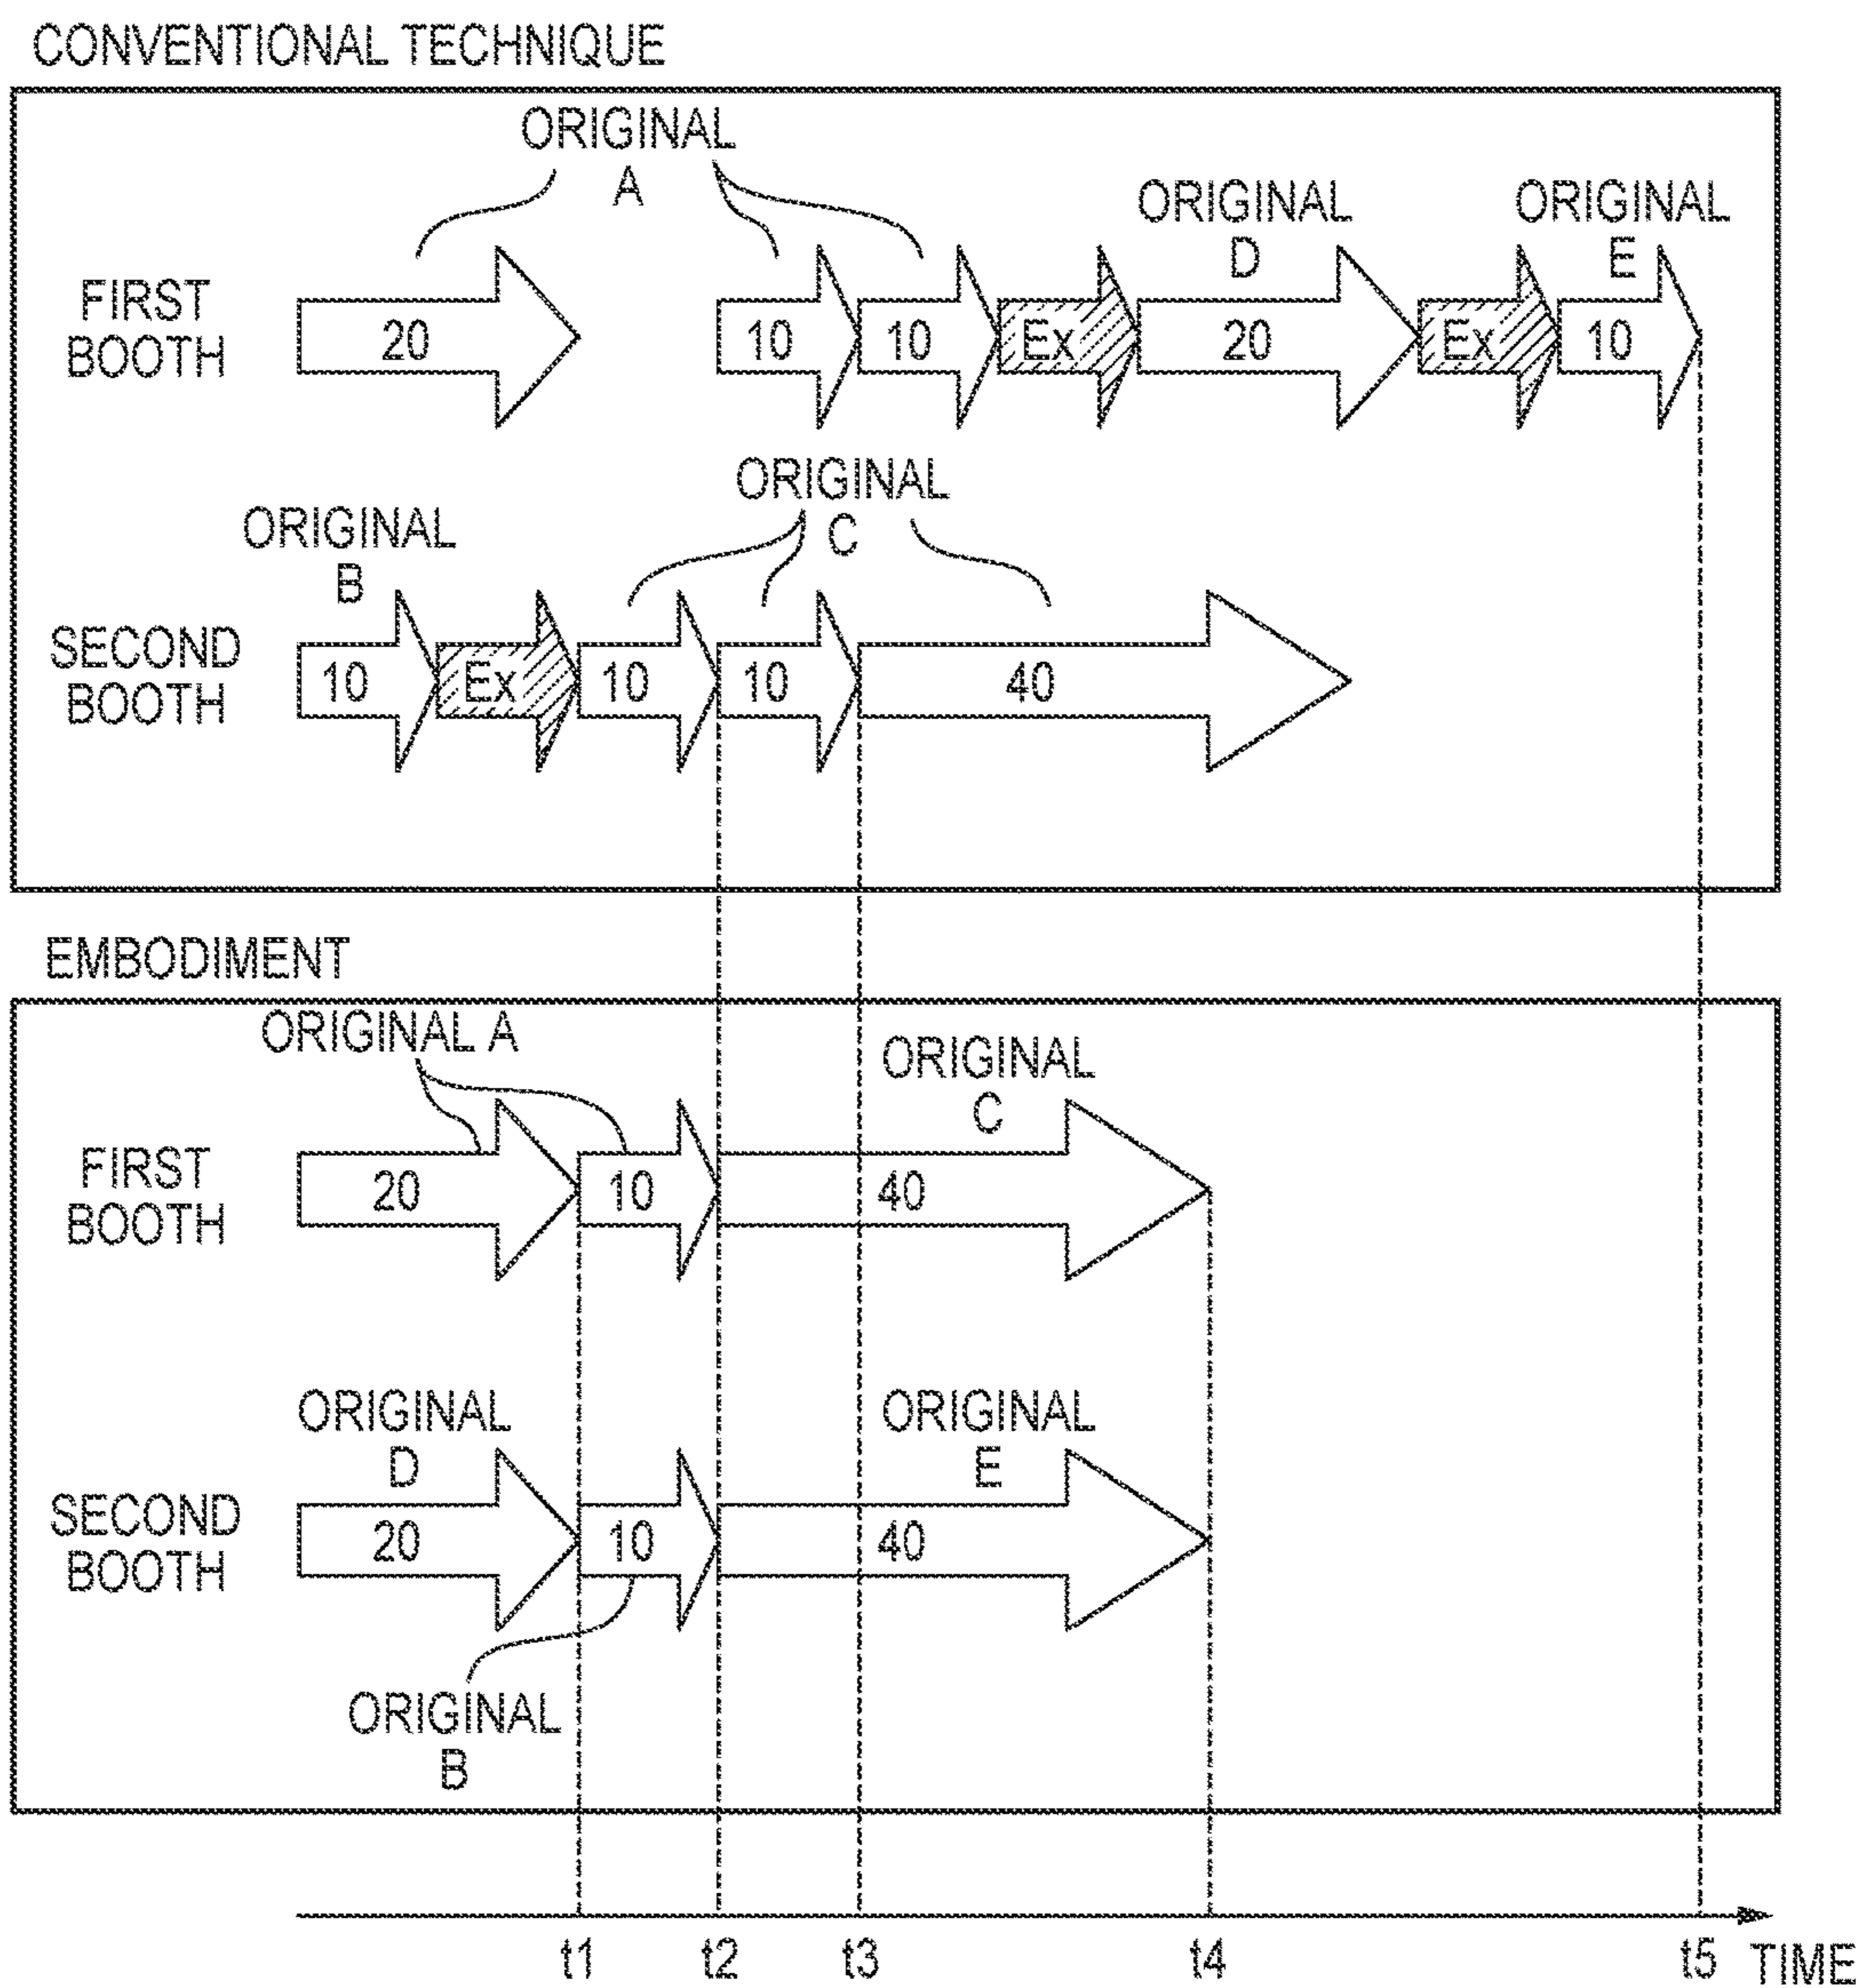 CONVENTIONAL TECHNIQUE
ORIGINAL
A
ORIGINAL
D
ORIGINAL
E
FIRST
BOOTH
20
10
10
Ex
20
Ex
10
ORIGINAL
C
ORIGINAL
B
SECOND
BOOTH
10
Ex
10
10
40
EMBODIMENT
ORIGINAL A
ORIGINAL
C
FIRST
BOOTH
20
10
40
ORIGINAL
D
ORIGINAL
E
SECOND
BOOTH
20
10
40
ORIGINAL
B
t1 t2 t3 t4 t5 TIME